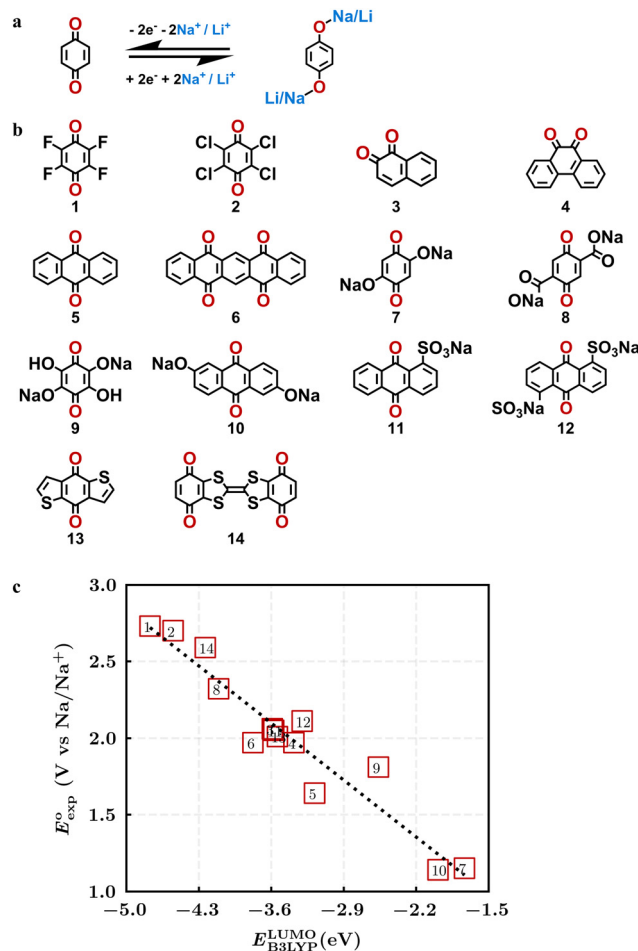 a
O
O
- 2e⁻ - 2Na⁺ / Li⁺
+ 2e⁻ + 2Na⁺ / Li⁺
O-Na/Li
Li/Na-O
b
O
F F
F F
O
1
O
Cl Cl
Cl Cl
O
2
O
O
3
O O
4
O
O
5
O O
O O
6
O
ONa
NaO
O
7
O ONa
O
O
ONa O
8
O
HO ONa
NaO OH
O
9
O
NaO
ONa
O
10
O SO₃Na
O
11
O SO₃Na
SO₃Na O
12
O
S
S
O
13
O O
S S
S S
O O
14
c
E°exp (V vs Na/Na⁺)
3.0
2.5
2.0
1.5
1.0
1
2
14
8
12
6
4
9
5
10
7
−5.0 −4.3 −3.6 −2.9 −2.2 −1.5
E^LUMO_B3LYP (eV)